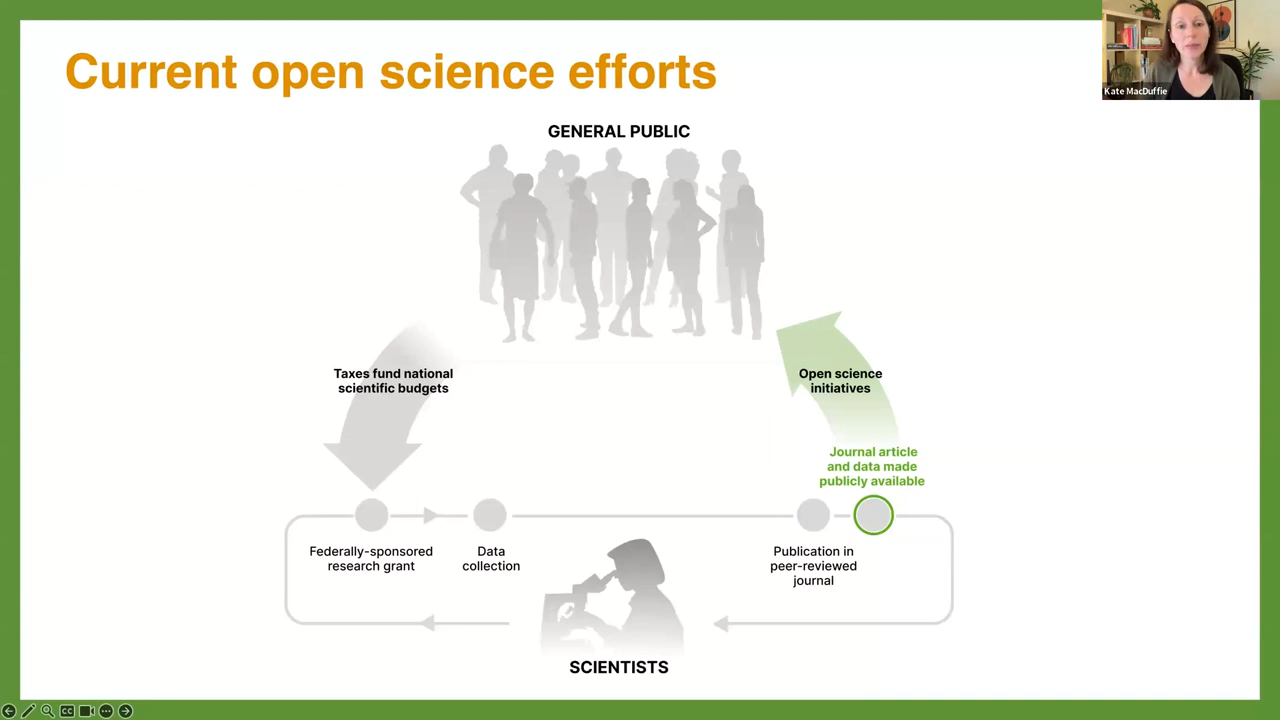 Current open science efforts
Kate MacDuffie
GENERAL PUBLIC
Taxes fund national
scientific budgets
Open science
initiatives
Journal article
and data made
publicly available
Federally-sponsored
research grant
Data
collection
Publication in
peer-reviewed
journal
SCIENTISTS
CC